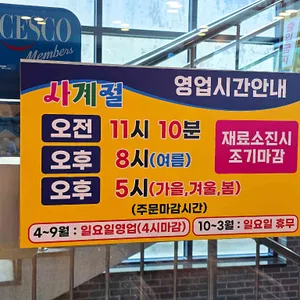 CESCO
Members
사계절 영업시간안내
오전 11시 10분
오후 8시(여름)
오후 5시(가을,겨울,봄)
(주문마감시간)
재료소진시
조기마감
4~9월 : 일요일영업(4시마감)
10~3월 : 일요일 휴무